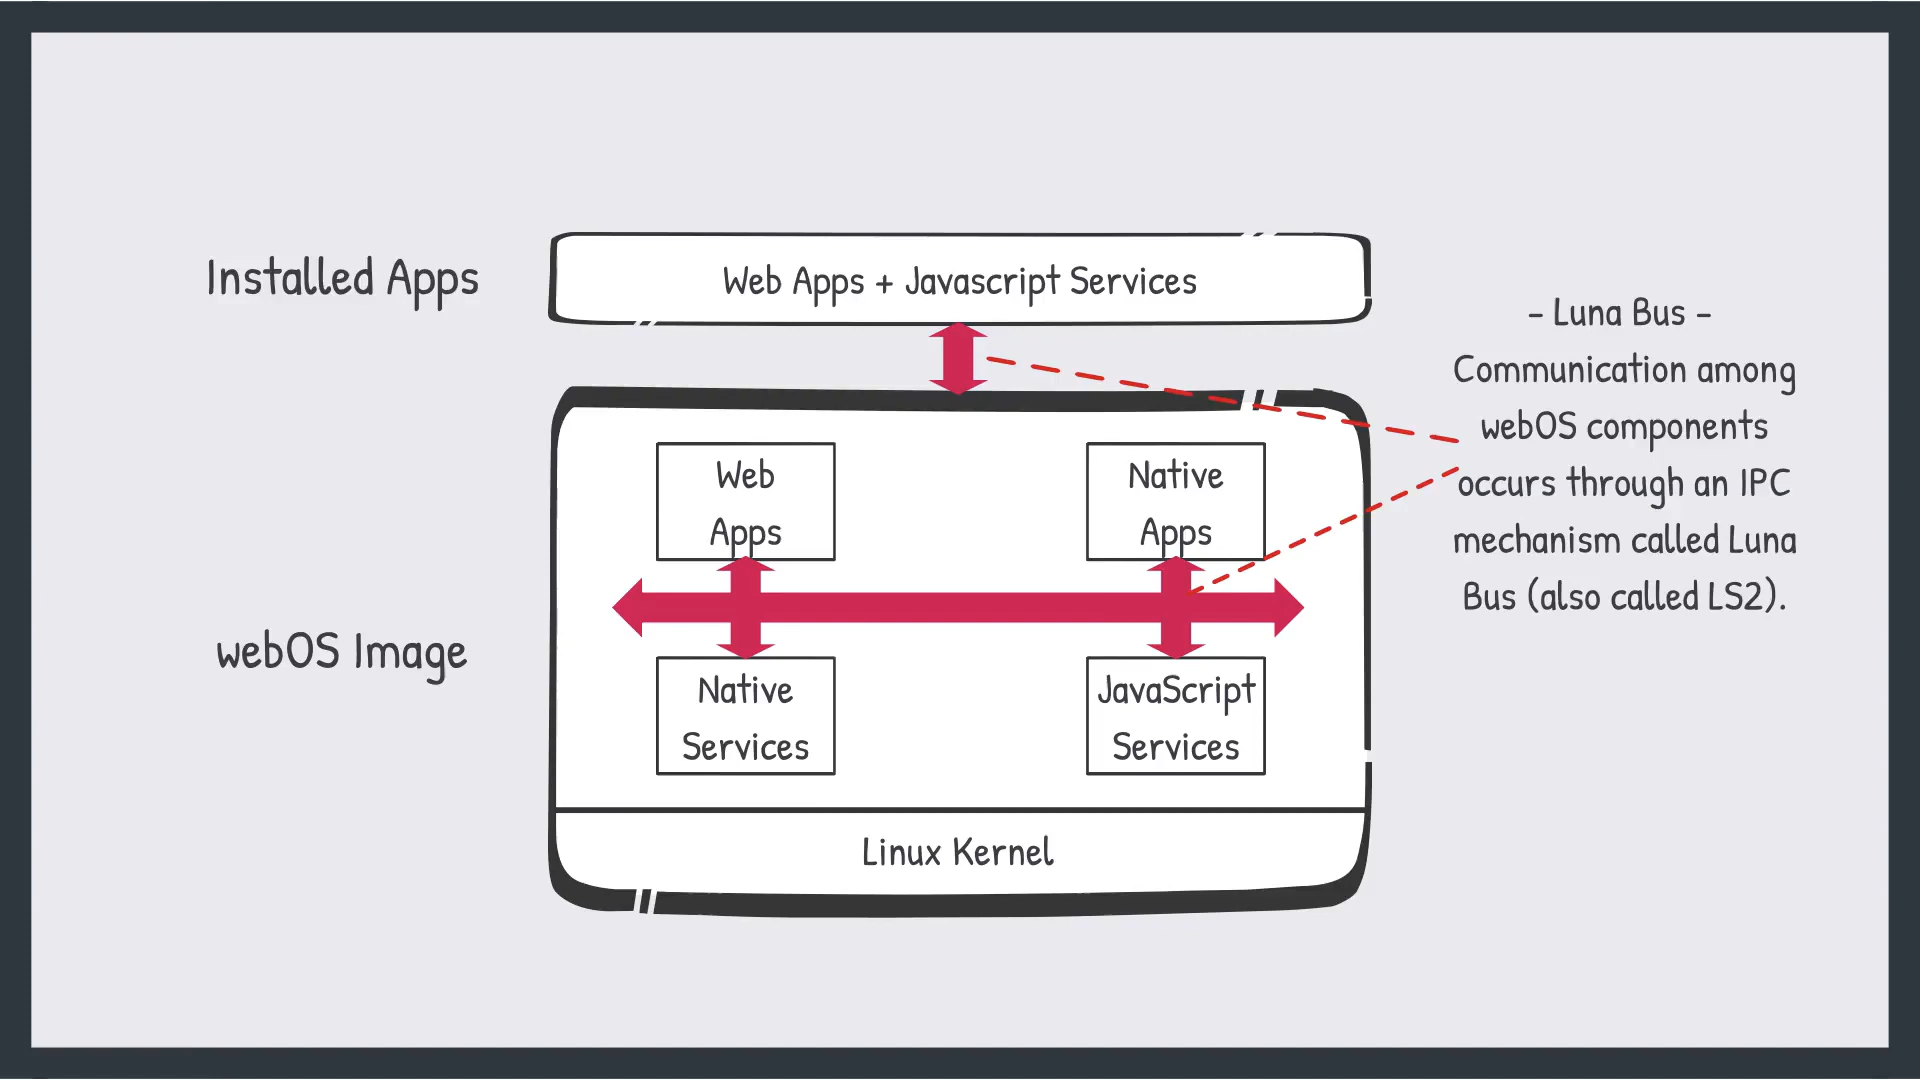 Installed Apps
Web Apps + Javascript Services
– Luna Bus –
Communication among
webOS components
occurs through an IPC
mechanism called Luna
Bus (also called LS2).
webOS Image
Web
Apps
Native
Apps
Native
Services
JavaScript
Services
Linux Kernel